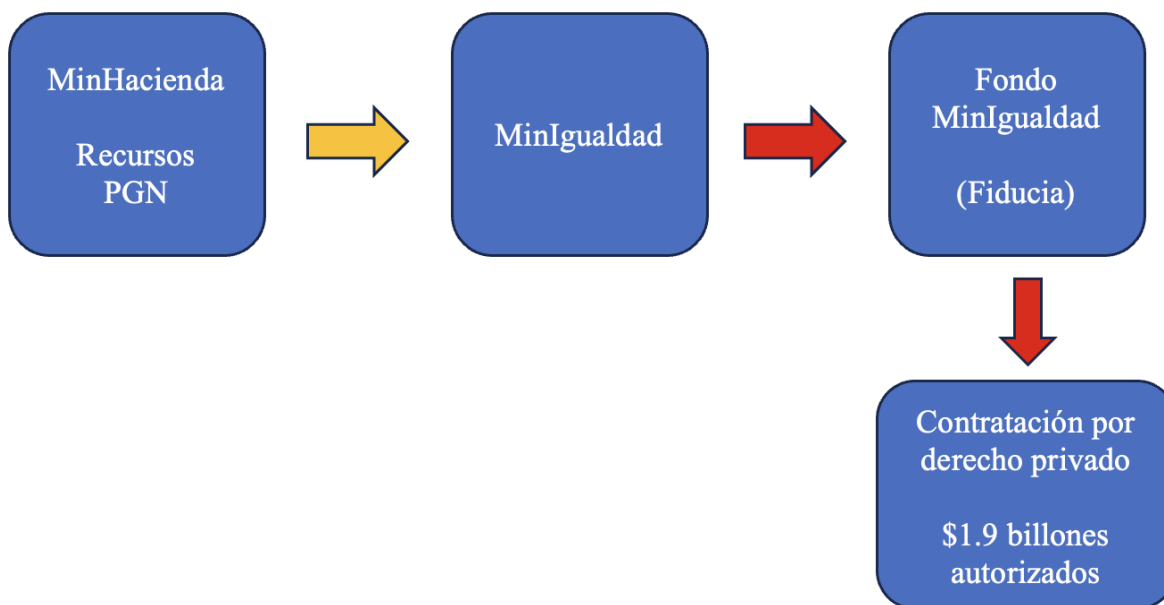 MinHacienda
Recursos
PGN
MinIgualdad
Fondo
MinIgualdad
(Fiducia)
Contratación por
derecho privado
$1.9 billones
autorizados